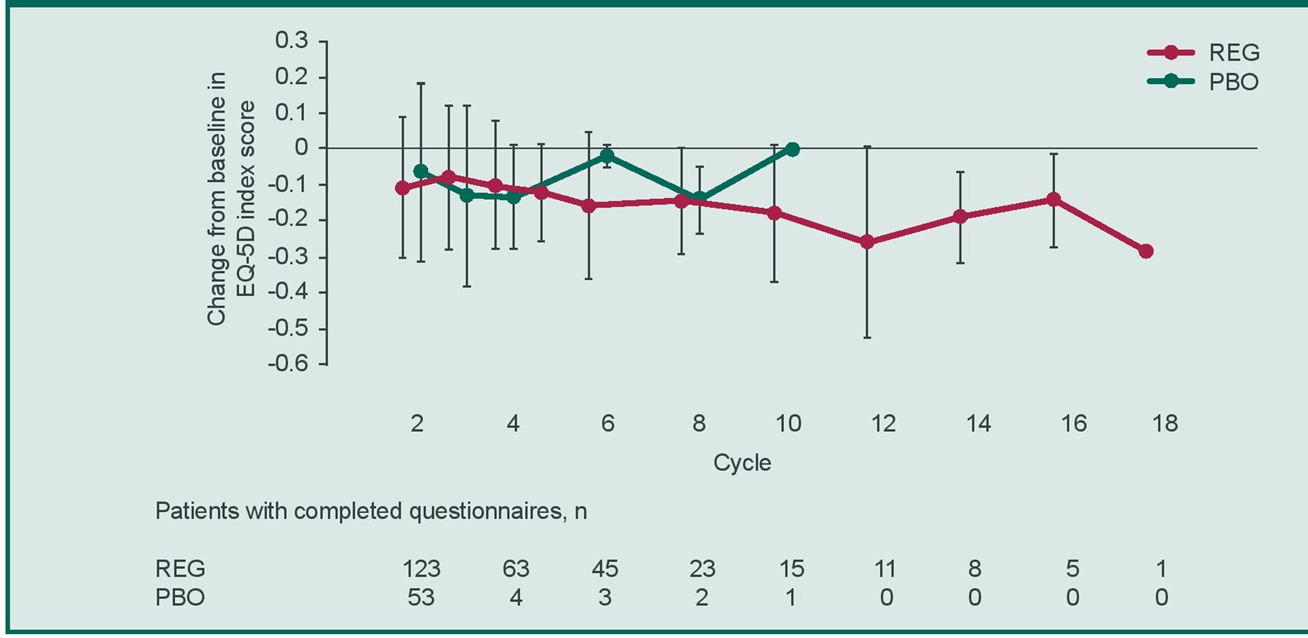 REG
PBO
Change from baseline in
EQ-5D index score
0.3
0.2
0.1
0
-0.1
-0.2
-0.3
-0.4
-0.5
-0.6
2 4 6 8 10 12 14 16 18
Cycle
Patients with completed questionnaires, n
REG 123 63 45 23 15 11 8 5 1
PBO 53 4 3 2 1 0 0 0 0